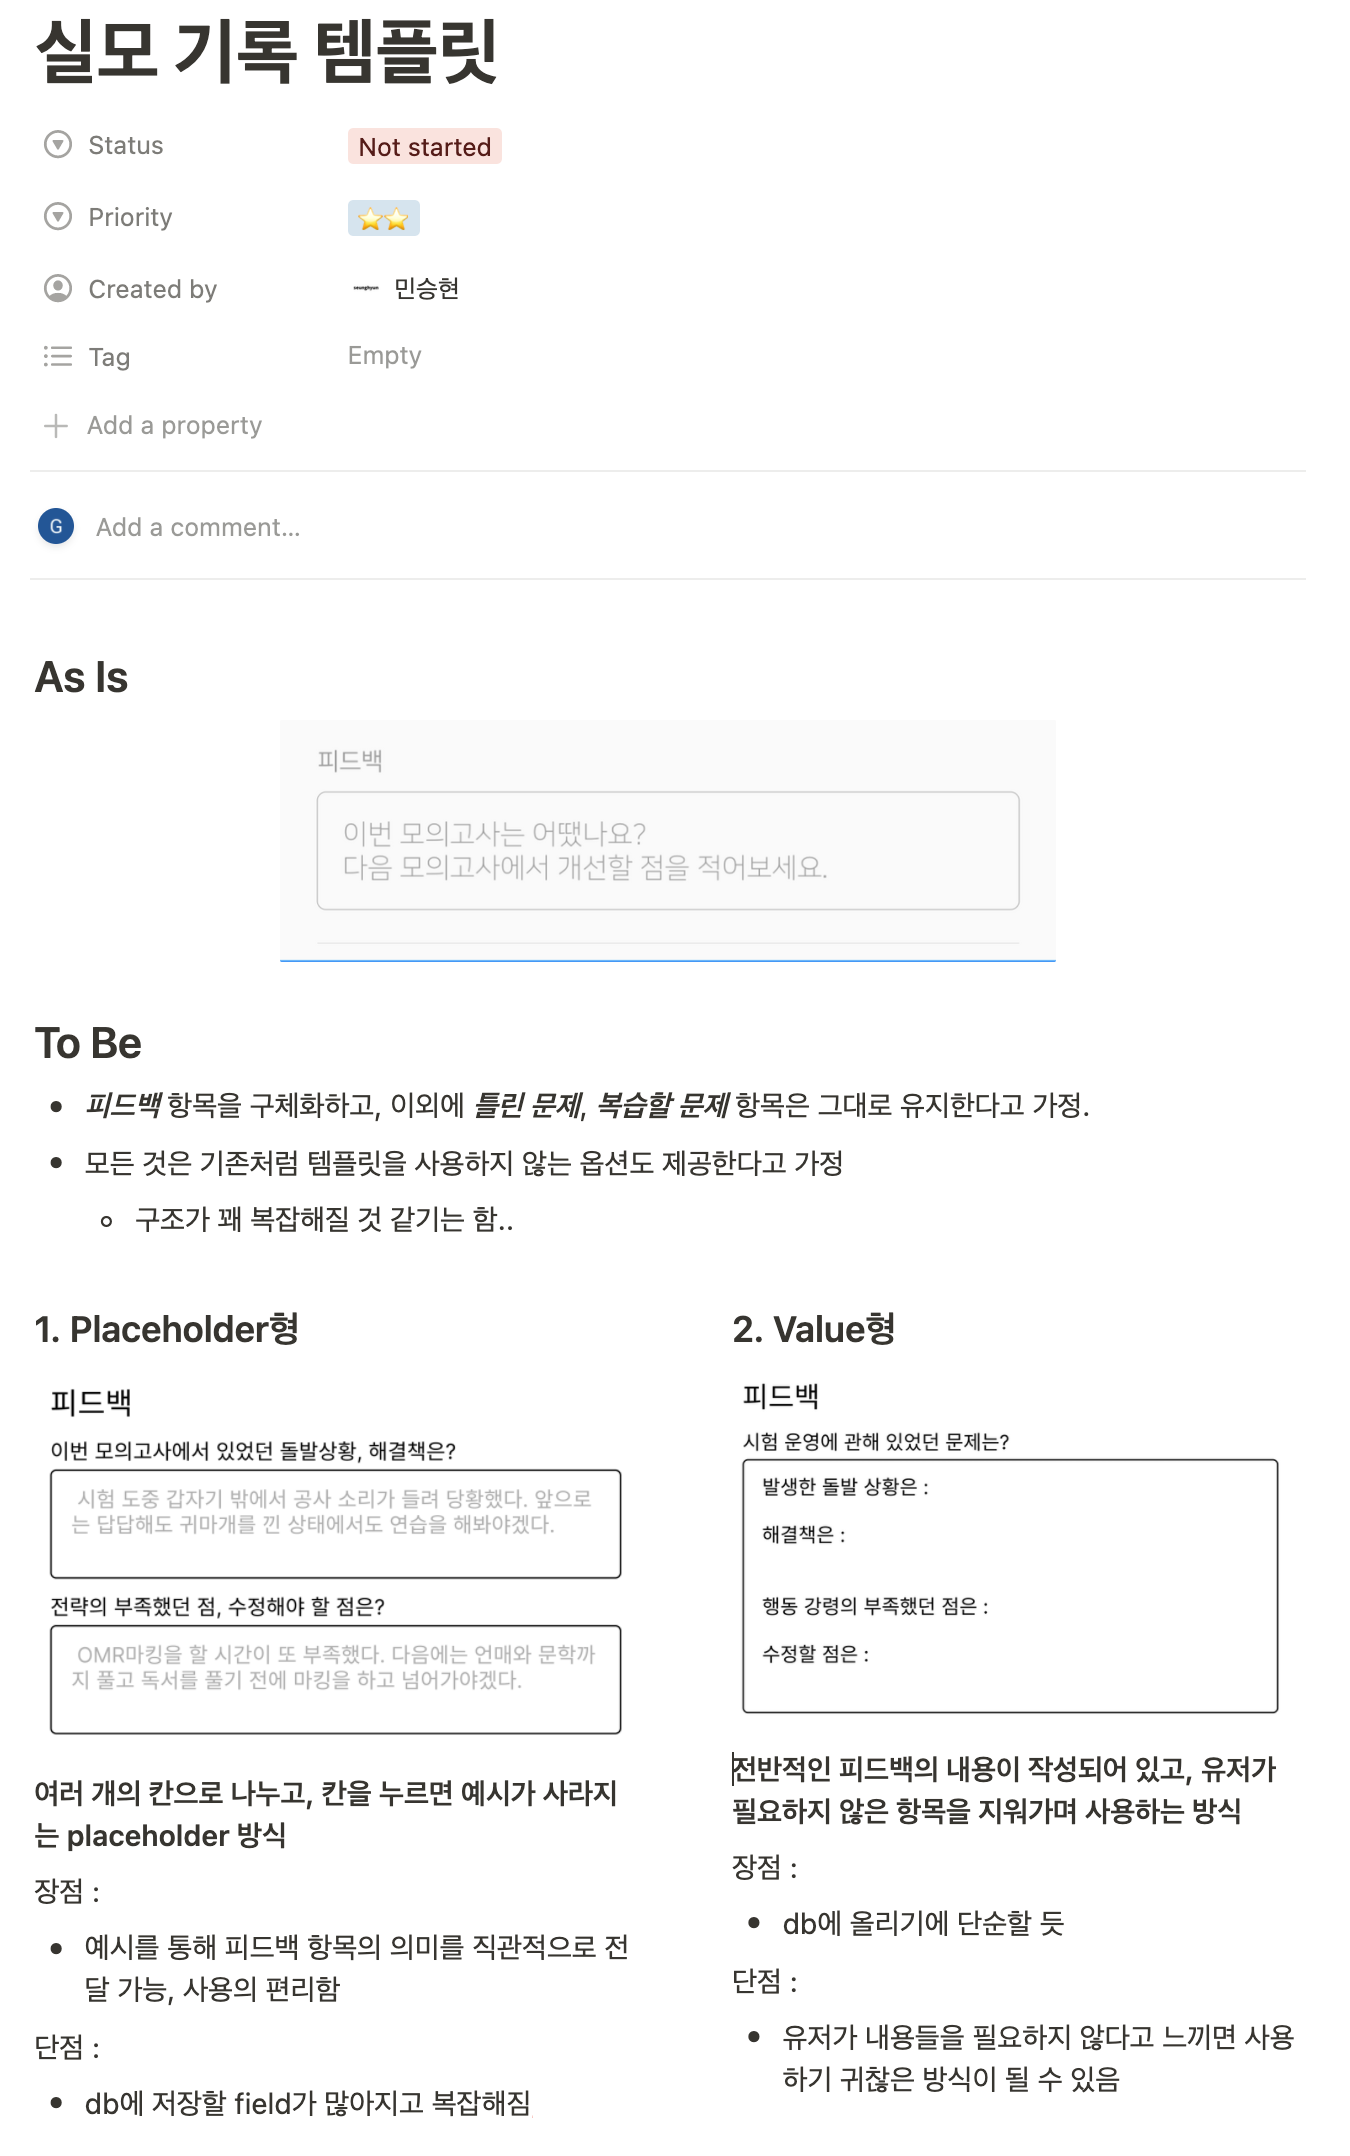 실모 기록 템플릿
Status Not started
Priority ⭐⭐
Created by seunghyun 민승현
Tag Empty
Add a property
G Add a comment...
As Is
피드백
이번 모의고사는 어땠나요?
다음 모의고사에서 개선할 점을 적어보세요.
To Be
• 피드백 항목을 구체화하고, 이외에 틀린 문제, 복습할 문제 항목은 그대로 유지한다고 가정.
• 모든 것은 기존처럼 템플릿을 사용하지 않는 옵션도 제공한다고 가정
◦ 구조가 꽤 복잡해질 것 같기는 함..
1. Placeholder형
피드백
이번 모의고사에서 있었던 돌발상황, 해결책은?
시험 도중 갑자기 밖에서 공사 소리가 들려 당황했다. 앞으로
는 답답해도 귀마개를 낀 상태에서도 연습을 해봐야겠다.
전략의 부족했던 점, 수정해야 할 점은?
OMR마킹을 할 시간이 또 부족했다. 다음에는 언매와 문학까
지 풀고 독서를 풀기 전에 마킹을 하고 넘어가야겠다.
여러 개의 칸으로 나누고, 칸을 누르면 예시가 사라지
는 placeholder 방식
장점 :
• 예시를 통해 피드백 항목의 의미를 직관적으로 전
달 가능, 사용의 편리함
단점 :
• db에 저장할 field가 많아지고 복잡해짐
2. Value형
피드백
시험 운영에 관해 있었던 문제는?
발생한 돌발 상황은 :
해결책은 :
행동 강령의 부족했던 점은 :
수정할 점은 :
전반적인 피드백의 내용이 작성되어 있고, 유저가
필요하지 않은 항목을 지워가며 사용하는 방식
장점 :
• db에 올리기에 단순할 듯
단점 :
• 유저가 내용들을 필요하지 않다고 느끼면 사용
하기 귀찮은 방식이 될 수 있음